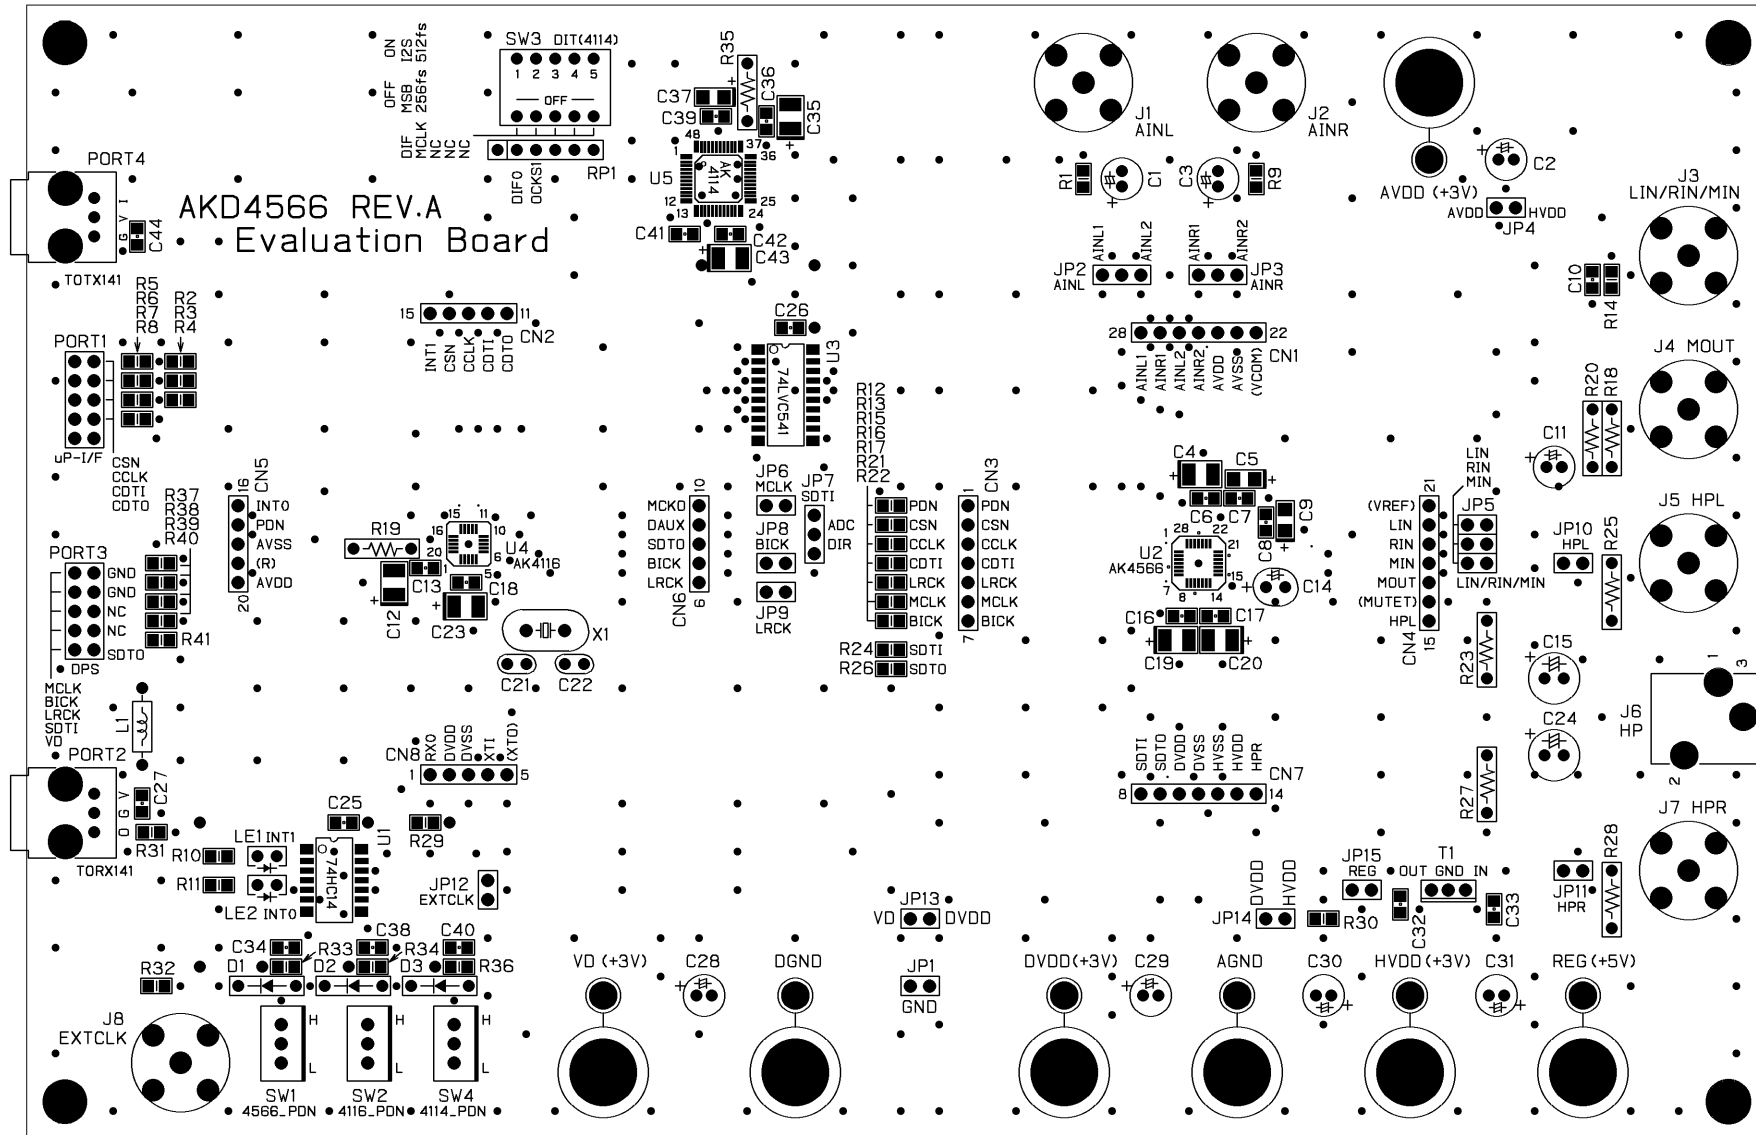 AKD4566 REV.A
Evaluation Board
SW3 DIT(4114)
1 2 3 4 5
OFF
OFF ON
DIF MSB I2S
MCLK 256fs 512fs
NC
NC
NC
DIF0
OCKS1
RP1
R35
C37
C39
C36
C35
48
37
1
36
U5
AK
4114
12
25
13
24
C41
C42
C43
J1
AINL
J2
AINR
R1
C1
C3
R9
AVDD (+3V)
C2
AVDD HVDD
JP4
J3
LIN/RIN/MIN
PORT4
I
V
G
C44
TOTX141
AINL1
AINL2
JP2
AINL
AINR1
AINR2
JP3
AINR
C10
R14
R5
R6
R7
R8
R2
R3
R4
15 11
CN2
INT1
CSN
CCLK
CDTI
CDTO
C26
U3
74LVC541
28 22
CN1
AINL1
AINR1
AINL2
AINR2
AVDD
AVSS
(VCOM)
J4 MOUT
R20
R18
PORT1
uP-I/F
CSN
CCLK
CDTI
CDTO
R12
R13
R15
R16
R17
R21
R22
C11
R37
R38
R39
R40
CN5
16
INT0
PDN
AVSS
(R)
AVDD
20
R19
15 11
16 10
20 6
1 5
U4
AK4116
C13
C18
C12
C23
X1
C21
C22
10
MCKO
DAUX
SDTO
BICK
LRCK
CN6
6
JP6
MCLK
JP8
BICK
JP9
LRCK
JP7
SDTI
ADC
DIR
PDN
CSN
CCLK
CDTI
LRCK
MCLK
BICK
R24 SDTI
R26 SDTO
CN3
1
PDN
CSN
CCLK
CDTI
LRCK
MCLK
BICK
7
C4
C5
C6
C7
C8
C9
28 22
1 21
U2
AK4566
15
7 8 14
C14
C16
C17
C19
C20
LIN
RIN
MIN
JP5
LIN/RIN/MIN
21
(VREF)
LIN
RIN
MIN
MOUT
(MUTET)
HPL
CN4
15
J5 HPL
JP10
HPL
R25
PORT3
GND
GND
NC
NC
SDTO
DPS
R41
MCLK
BICK
LRCK
SDTI
VD
L1
R23
C15
1
3
J6
HP
2
C24
PORT2
V
G
O
C27
R31
TORX141
CN8
RX0
DVDD
DVSS
XTI
(XTO)
1 5
SDTI
SDTO
DVDD
DVSS
HVSS
HVDD
HPR
CN7
8 14
R27
J7 HPR
C25
R29
U1
74HC14
LE1 INT1
R10
R11
LE2 INT0
JP12
EXTCLK
JP13
VD DVDD
DVDD
HVDD
JP14
JP15
REG
R30
T1
OUT GND IN
C32
C33
JP11
HPR
R28
C34
R33
C38
R34
C40
R36
R32
D1
D2
D3
VD (+3V)
C28
DGND
JP1
GND
DVDD (+3V)
C29
AGND
C30
HVDD (+3V)
C31
REG (+5V)
J8
EXTCLK
H
L
H
L
H
L
SW1
4566_PDN
SW2
4116_PDN
SW4
4114_PDN